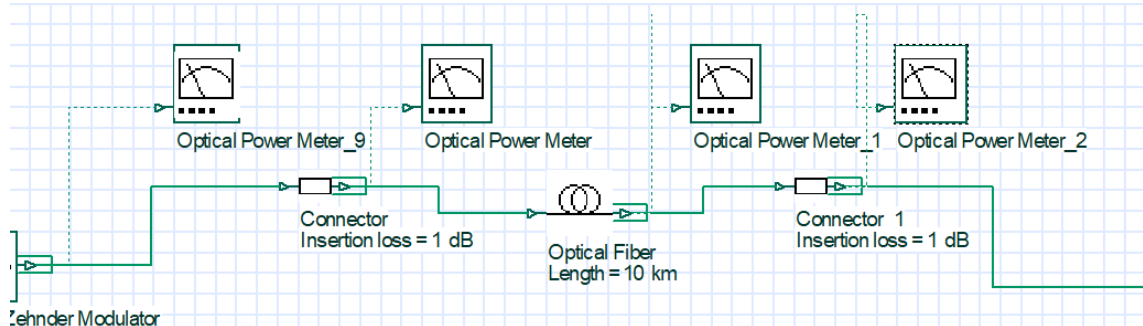 Optical Power Meter_9
Optical Power Meter
Optical Power Meter_1
Optical Power Meter_2
Connector
Insertion loss = 1 dB
Connector_1
Insertion loss = 1 dB
Optical Fiber
Length = 10 km
Zehnder Modulator